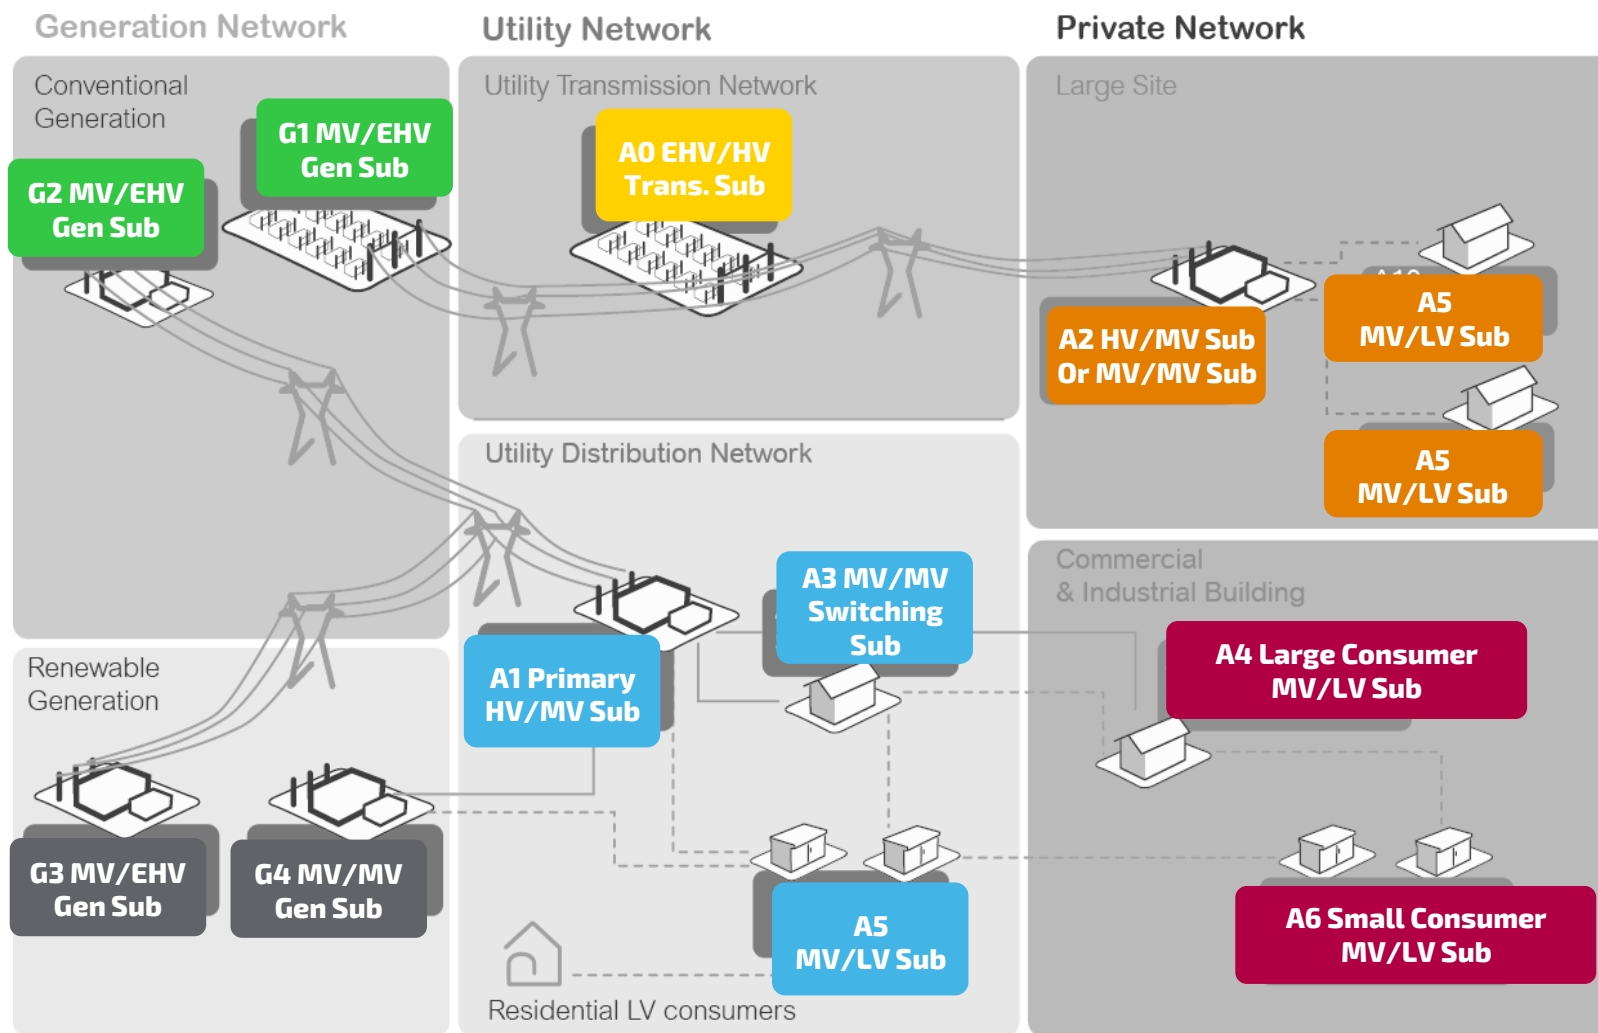 Generation Network
Utility Network
Private Network
Conventional
Generation
G1 MV/EHV
Gen Sub
G2 MV/EHV
Gen Sub
Utility Transmission Network
A0 EHV/HV
Trans. Sub
Large Site
A2 HV/MV Sub
Or MV/MV Sub
A5
MV/LV Sub
A5
MV/LV Sub
Utility Distribution Network
A3 MV/MV
Switching
Sub
A1 Primary
HV/MV Sub
A5
MV/LV Sub
Residential LV consumers
Commercial
& Industrial Building
A4 Large Consumer
MV/LV Sub
A6 Small Consumer
MV/LV Sub
Renewable
Generation
G3 MV/EHV
Gen Sub
G4 MV/MV
Gen Sub